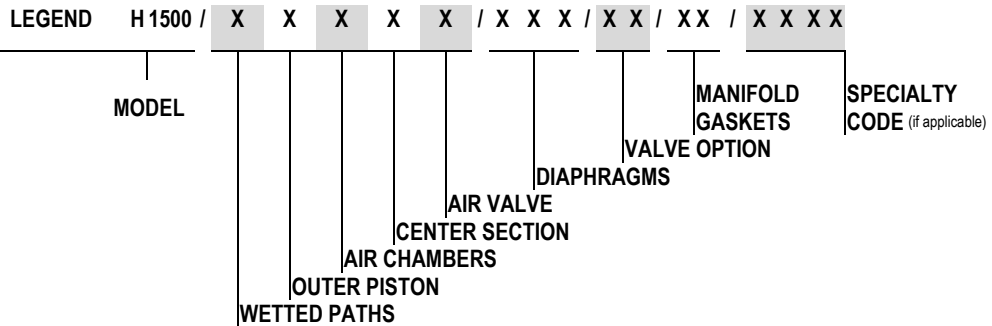 LEGEND H1500 / X X X X X / X X X / X X / X X / X X X X
MODEL
MANIFOLD GASKETS
SPECIALTY CODE (if applicable)
VALVE OPTION
DIAPHRAGMS
AIR VALVE
CENTER SECTION
AIR CHAMBERS
OUTER PISTON
WETTED PATHS